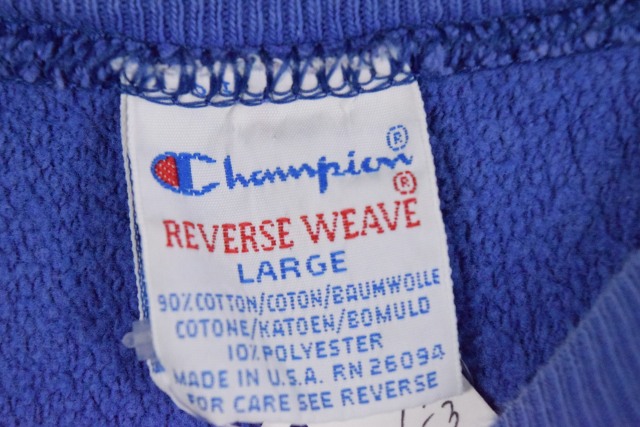 Champion®
REVERSE WEAVE®
LARGE
90% COTTON/COTON/BAUMWOLLE
COTONE/KATOEN/BOMULD
10% POLYESTER
MADE IN U.S.A. RN 26094
FOR CARE SEE REVERSE